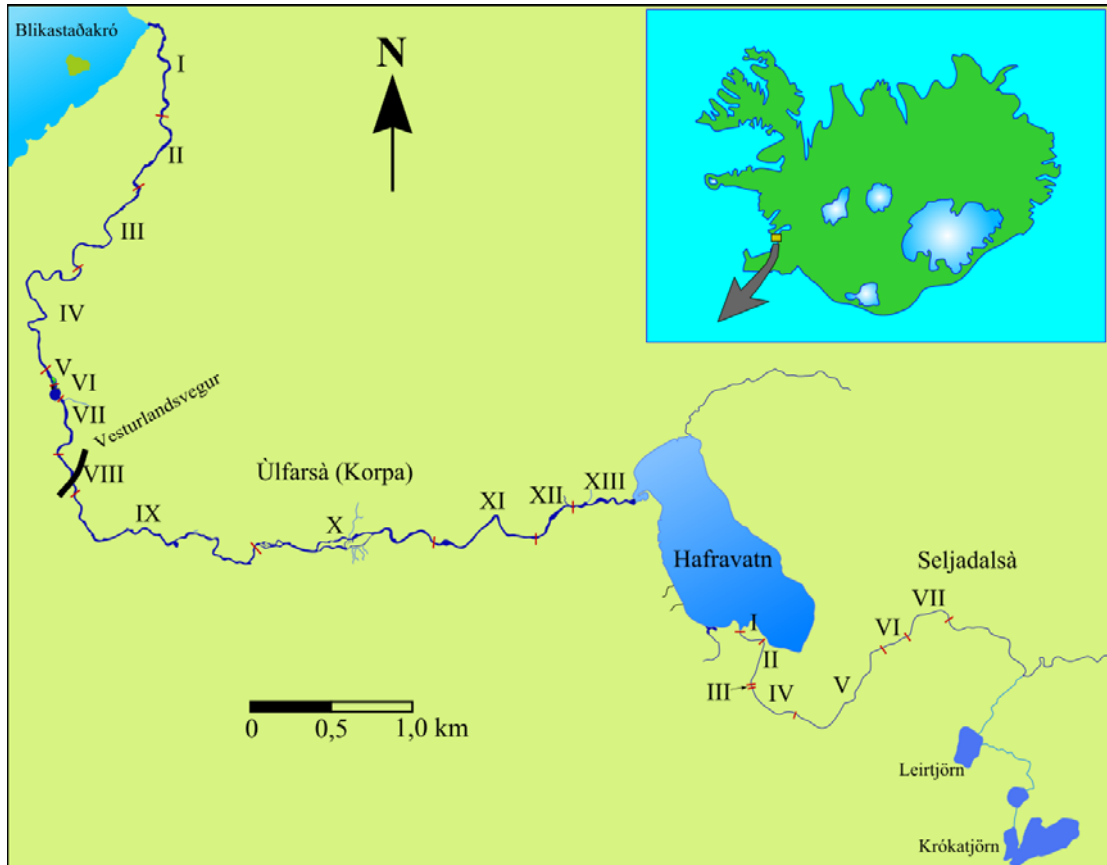 Blikastaðakró
I
N
II
III
IV
V
VI
VII
Vesturlandsvegur
VIII
IX
Ùlfarsà (Korpa)
X
XI
XII
XIII
Hafravatn
Seljadalsà
I
II
III
IV
V
VI
VII
0 0,5 1,0 km
Leirtjörn
Krókatjörn